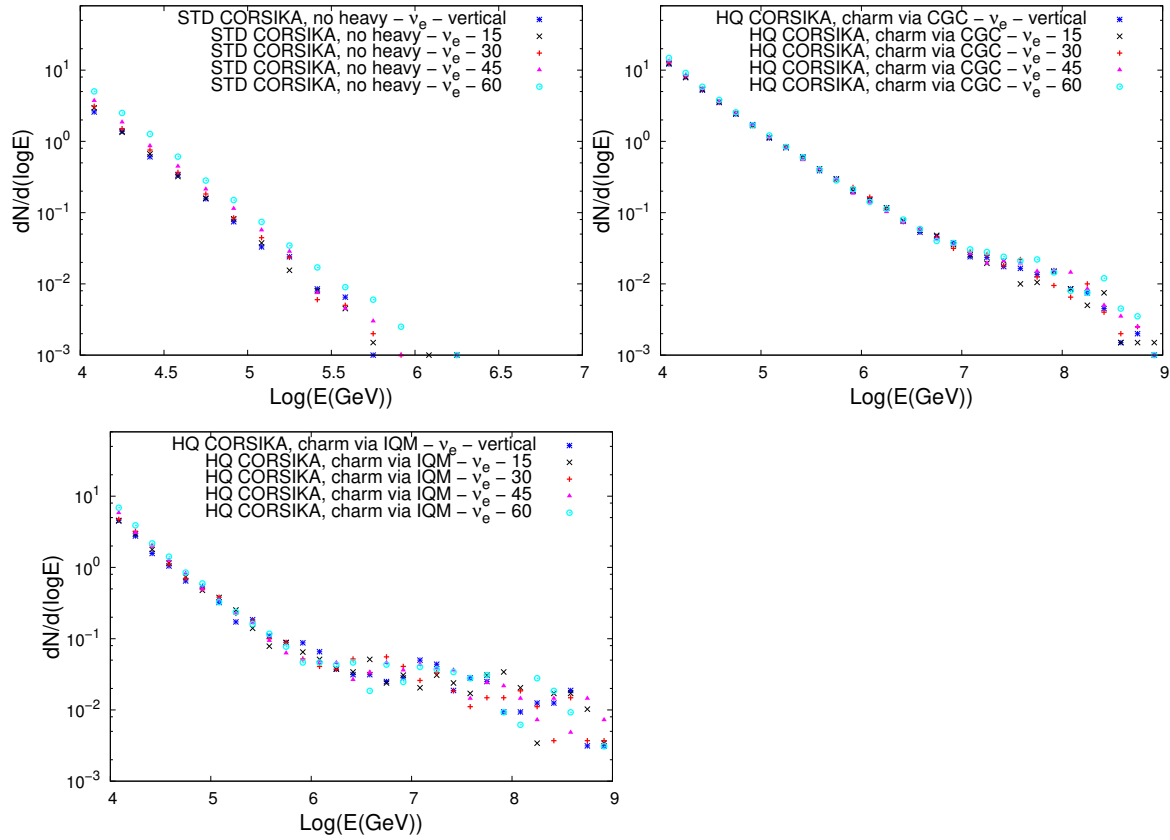 STD CORSIKA, no heavy – νe – vertical
STD CORSIKA, no heavy – νe – 15
STD CORSIKA, no heavy – νe – 30
STD CORSIKA, no heavy – νe – 45
STD CORSIKA, no heavy – νe – 60
dN/d(logE)
10^1
10^0
10^-1
10^-2
10^-3
4
4.5
5
5.5
6
6.5
7
Log(E(GeV))
HQ CORSIKA, charm via CGC – νe – vertical
HQ CORSIKA, charm via CGC – νe – 15
HQ CORSIKA, charm via CGC – νe – 30
HQ CORSIKA, charm via CGC – νe – 45
HQ CORSIKA, charm via CGC – νe – 60
dN/d(logE)
10^1
10^0
10^-1
10^-2
10^-3
4
5
6
7
8
9
Log(E(GeV))
HQ CORSIKA, charm via IQM – νe – vertical
HQ CORSIKA, charm via IQM – νe – 15
HQ CORSIKA, charm via IQM – νe – 30
HQ CORSIKA, charm via IQM – νe – 45
HQ CORSIKA, charm via IQM – νe – 60
dN/d(logE)
10^1
10^0
10^-1
10^-2
10^-3
4
5
6
7
8
9
Log(E(GeV))